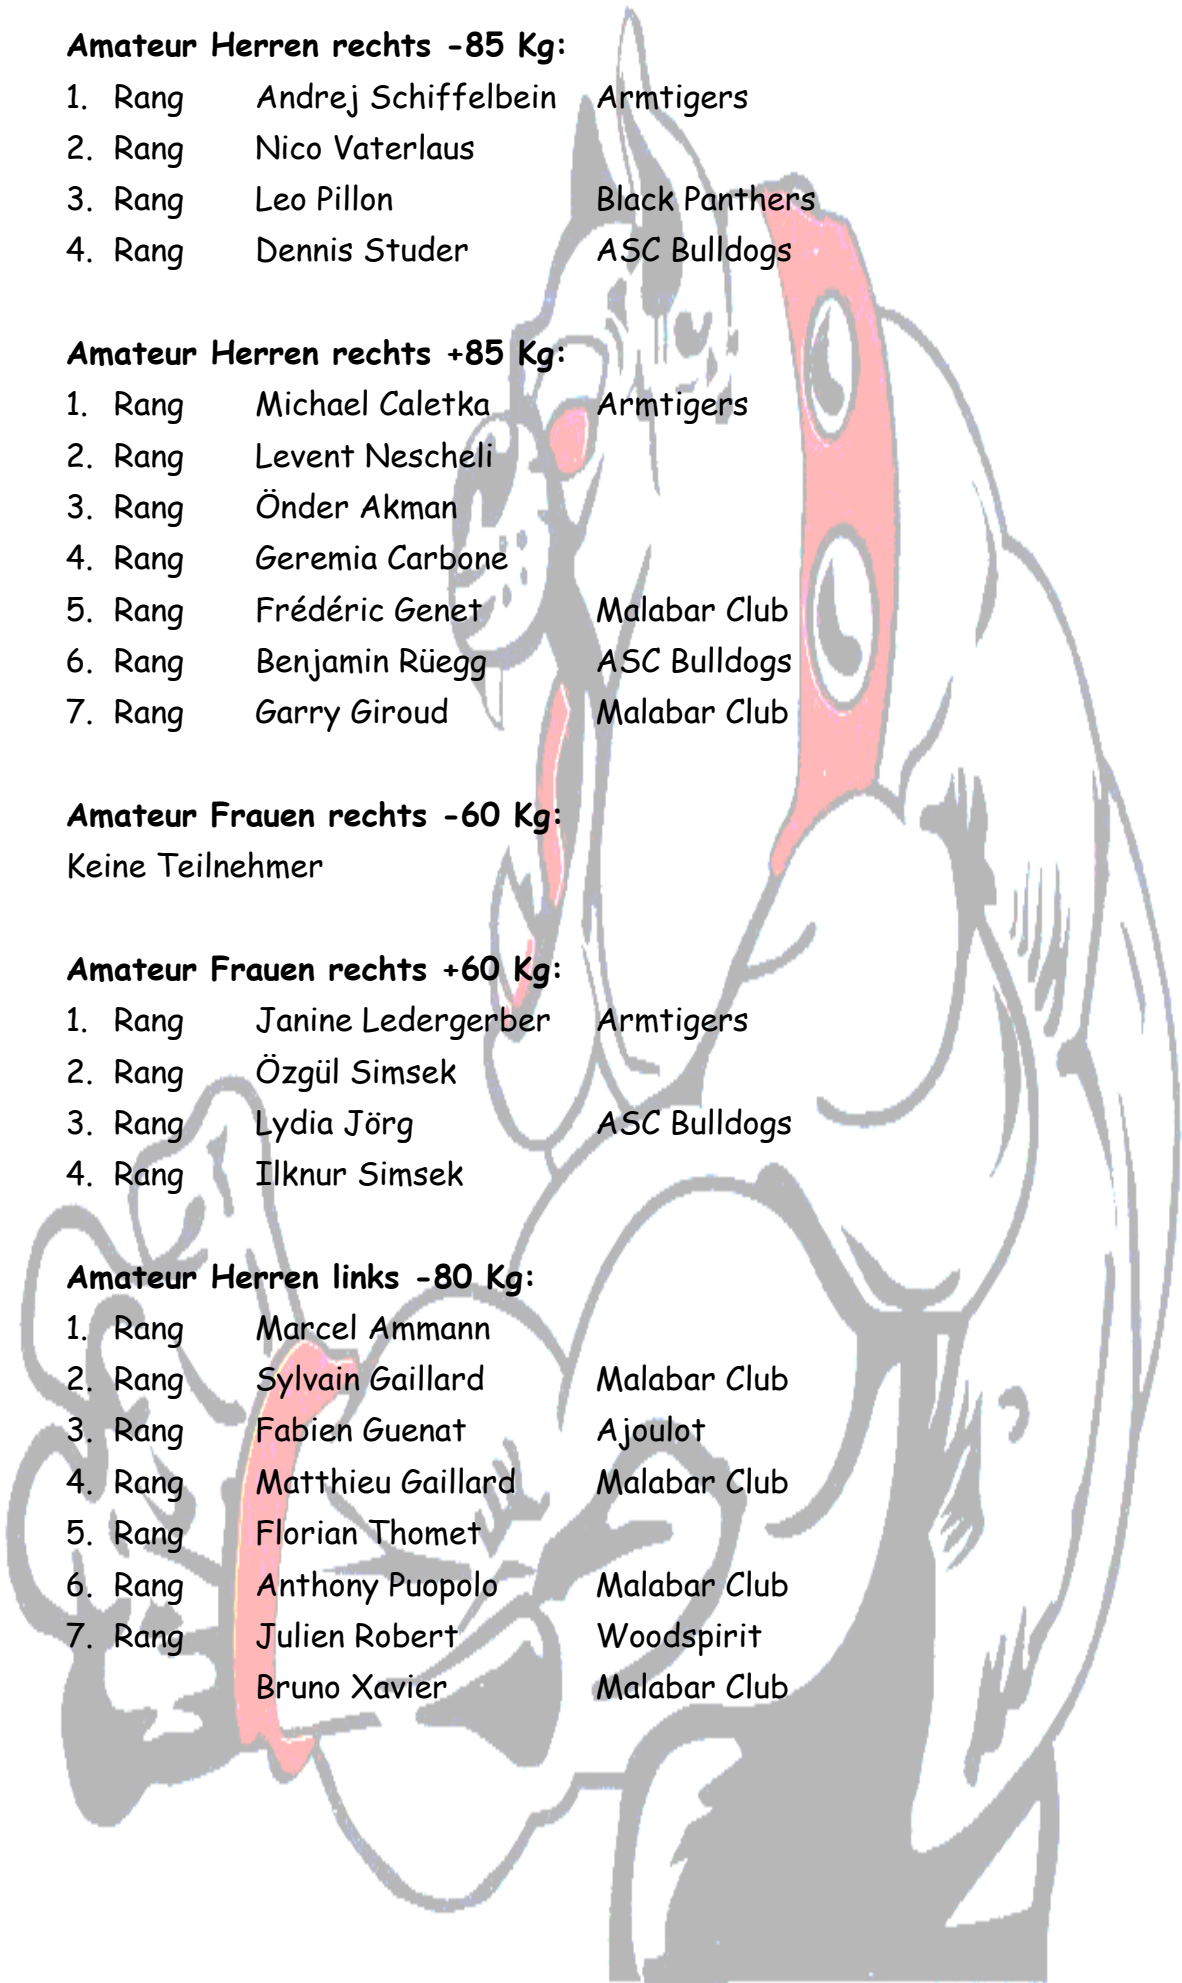 Amateur Herren rechts -85 Kg:
1. Rang Andrej Schiffelbein Armtigers
2. Rang Nico Vaterlaus
3. Rang Leo Pillon Black Panthers
4. Rang Dennis Studer ASC Bulldogs
Amateur Herren rechts +85 Kg:
1. Rang Michael Caletka Armtigers
2. Rang Levent Nescheli
3. Rang Önder Akman
4. Rang Geremia Carbone
5. Rang Frédéric Genet Malabar Club
6. Rang Benjamin Rüegg ASC Bulldogs
7. Rang Garry Giroud Malabar Club
Amateur Frauen rechts -60 Kg:
Keine Teilnehmer
Amateur Frauen rechts +60 Kg:
1. Rang Janine Ledergerber Armtigers
2. Rang Özgül Simsek
3. Rang Lydia Jörg ASC Bulldogs
4. Rang Ilknur Simsek
Amateur Herren links -80 Kg:
1. Rang Marcel Ammann
2. Rang Sylvain Gaillard Malabar Club
3. Rang Fabien Guenat Ajoulot
4. Rang Matthieu Gaillard Malabar Club
5. Rang Florian Thomet
6. Rang Anthony Puopolo Malabar Club
7. Rang Julien Robert Woodspirit
Bruno Xavier Malabar Club